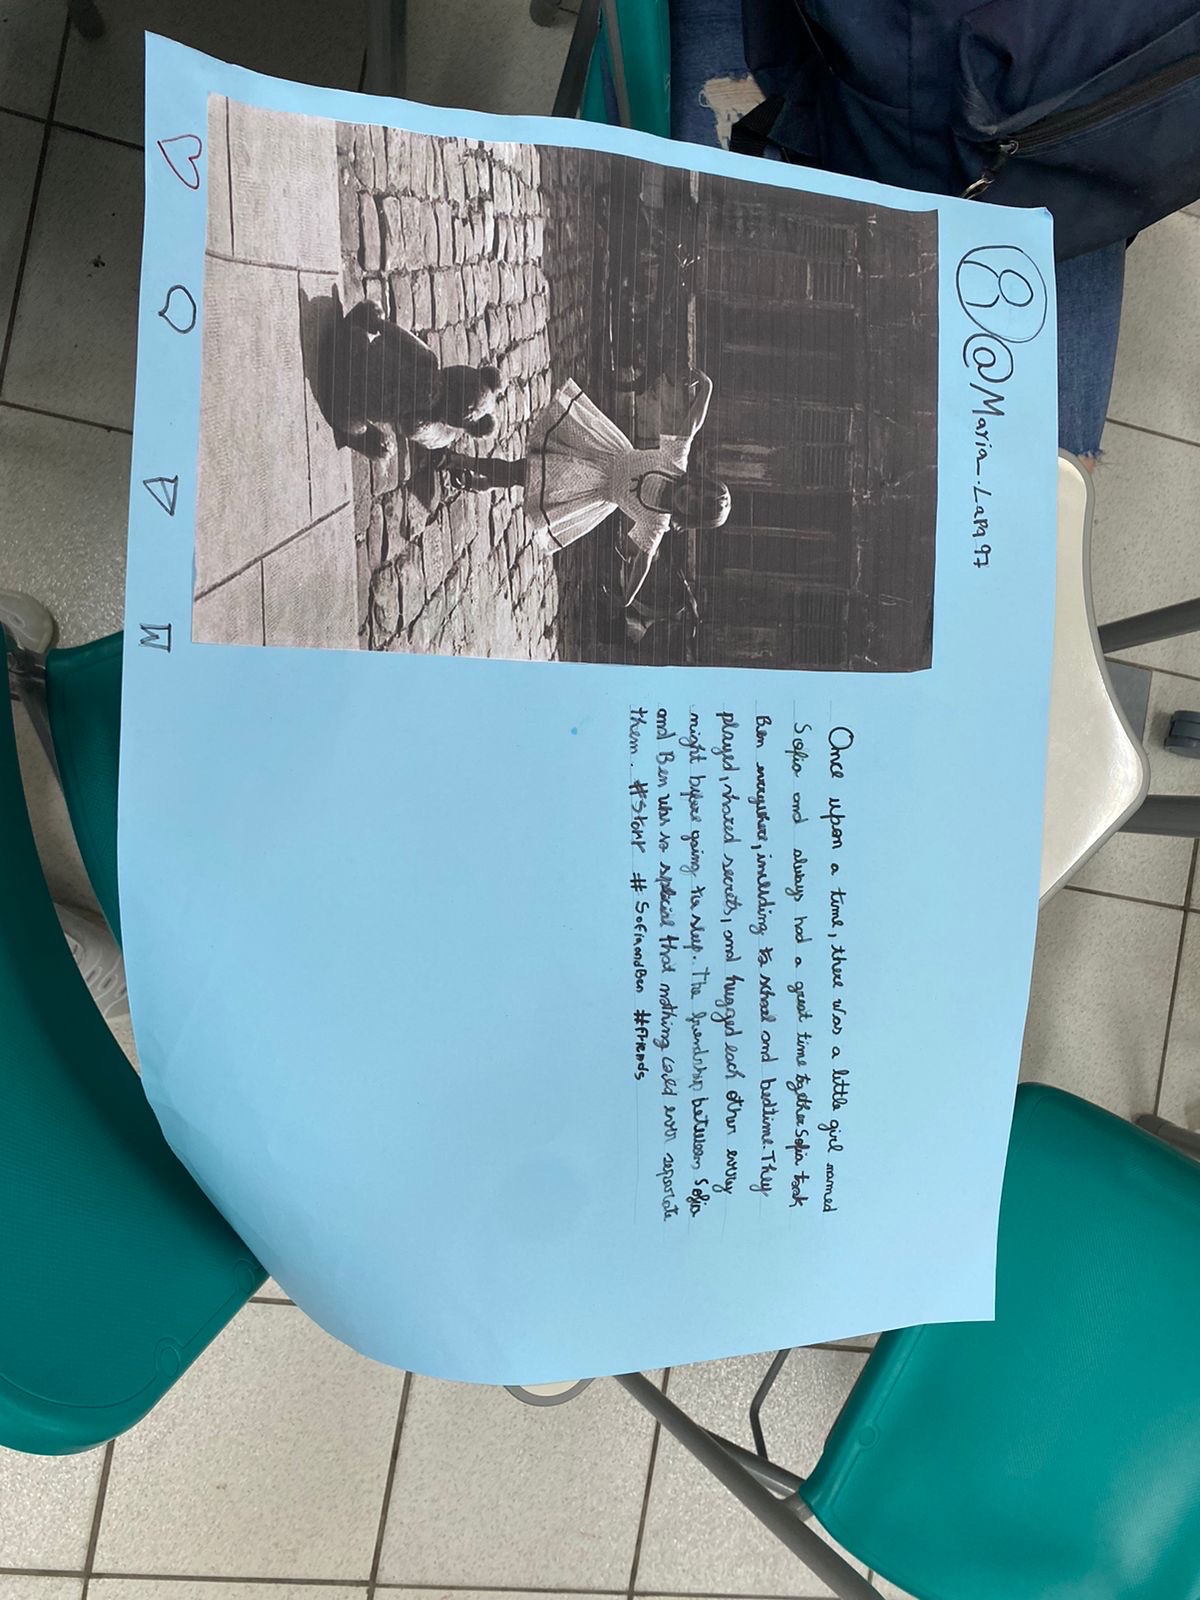 @Maria_.Lapa97
Once upon a time, there was a little girl named
Sofia and always had a great time together Sofia took
Ben everywhere, including to school and bedtime. They
played, shared secrets, and hugged each other every
night before going to sleep. The friendship between Sofia
and Ben was so special that nothing could ever separate
them. #Story #SofiaandBen #friends